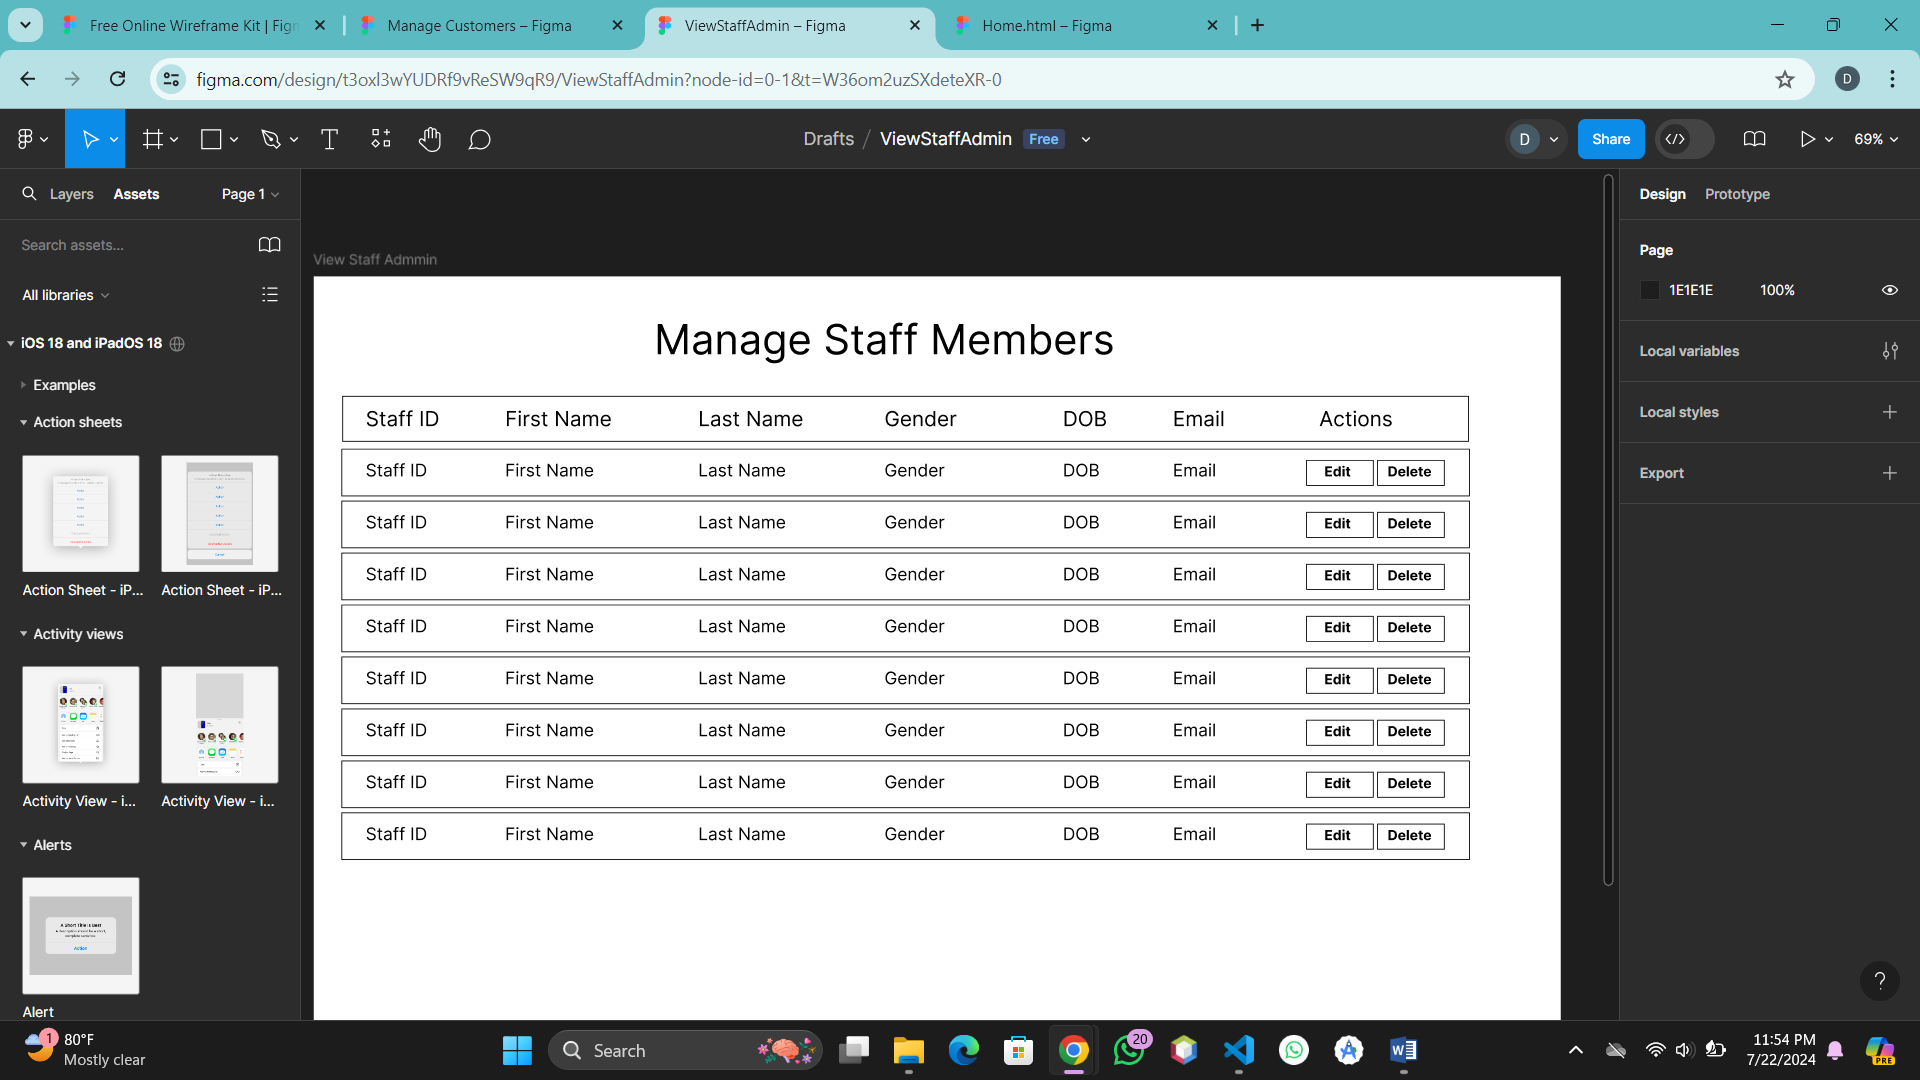 Free Online Wireframe Kit | Figm
Manage Customers – Figma
ViewStaffAdmin – Figma
Home.html – Figma
figma.com/design/t3oxl3wYUDRf9vReSW9qR9/ViewStaffAdmin?node-id=0-1&t=W36om2uzSXdeteXR-0
D
Drafts / ViewStaffAdmin Free
D
Share
69%
Layers Assets Page 1
Search assets...
All libraries
iOS 18 and iPadOS 18
Examples
Action sheets
Action Sheet - iP...
Action Sheet - iP...
Activity views
Activity View - i...
Activity View - i...
Alerts
A Short Title Is Best
Action
Alert
View Staff Admmin
Manage Staff Members
Staff ID First Name Last Name Gender DOB Email Actions
Staff ID First Name Last Name Gender DOB Email Edit Delete
Staff ID First Name Last Name Gender DOB Email Edit Delete
Staff ID First Name Last Name Gender DOB Email Edit Delete
Staff ID First Name Last Name Gender DOB Email Edit Delete
Staff ID First Name Last Name Gender DOB Email Edit Delete
Staff ID First Name Last Name Gender DOB Email Edit Delete
Staff ID First Name Last Name Gender DOB Email Edit Delete
Staff ID First Name Last Name Gender DOB Email Edit Delete
Design Prototype
Page
1E1E1E 100%
Local variables
Local styles
Export
?
1
80°F
Mostly clear
Search
20
11:54 PM
7/22/2024
PRE